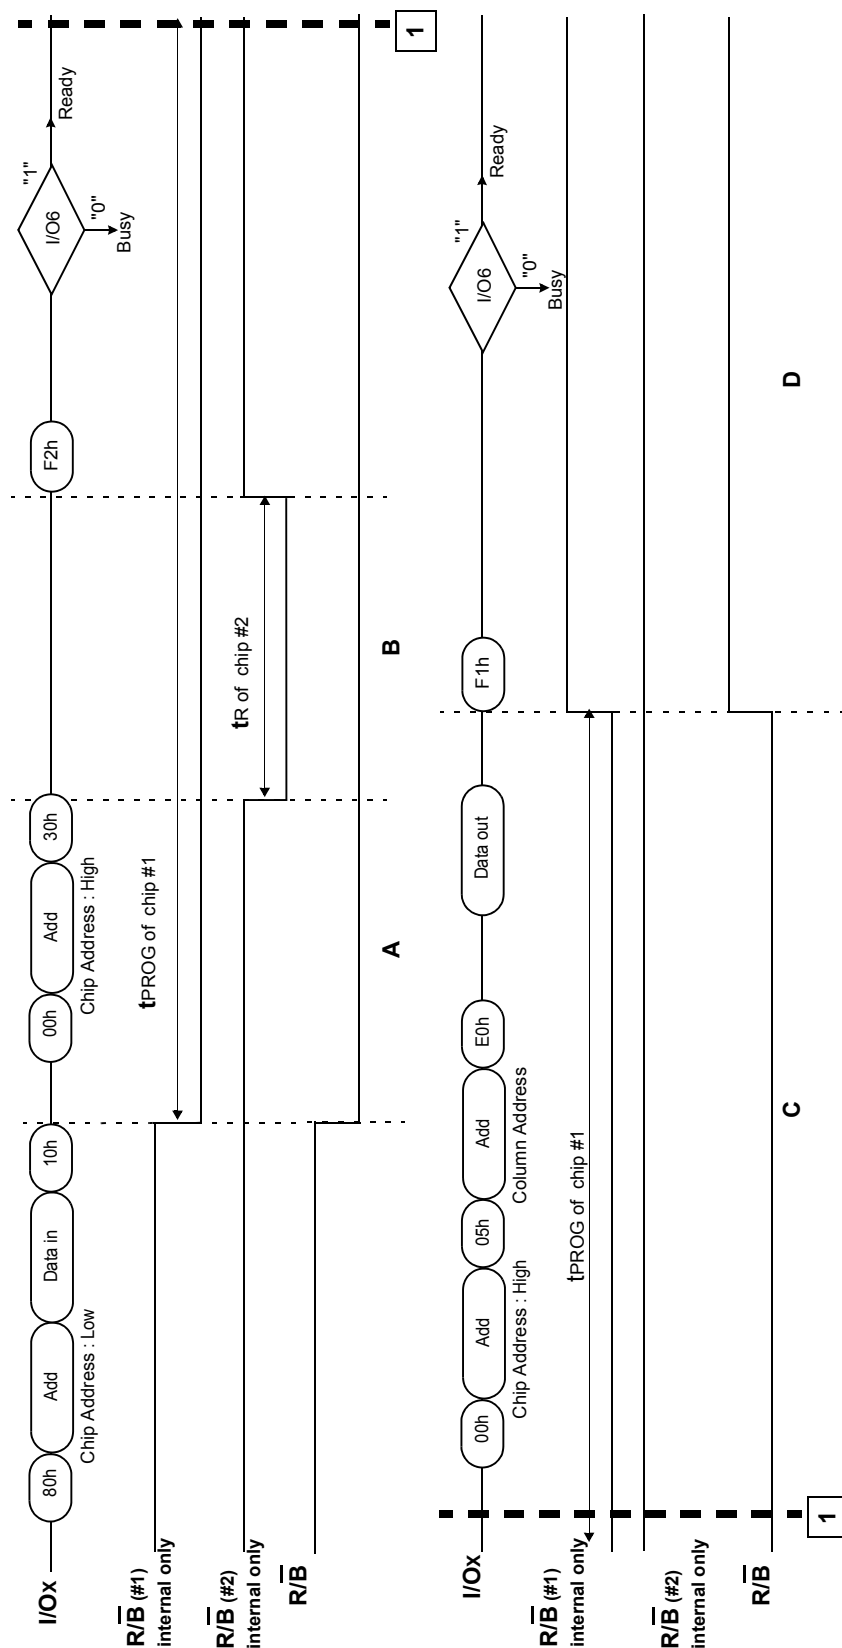 I/Ox
80h
Add
Data in
10h
00h
Add
30h
F2h
I/O6
"1"
Ready
"0"
Busy
Chip Address : Low
Chip Address : High
R/B (#1)
internal only
tPROG of chip #1
R/B (#2)
internal only
tR of chip #2
R/B
A
B
1
I/Ox
00h
Add
05h
Add
E0h
Data out
F1h
I/O6
"1"
Ready
"0"
Busy
Chip Address : High
Column Address
R/B (#1)
internal only
tPROG of chip #1
R/B (#2)
internal only
R/B
C
D
1